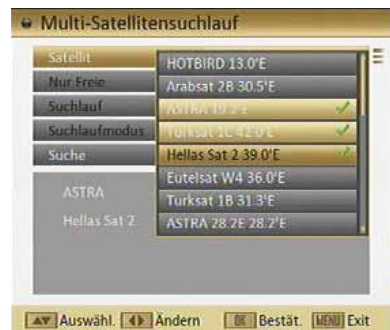 Multi-Satellitensuchlauf
Satellit
Nur Freie
Suchlauf
Suchlaufmodus
Suche
HOTBIRD 13.0'E
Arabsat 2B 30.5'E
ASTRA 19.2'E
Turksat 1C 42.0'E
Hellas Sat 2 39.0'E
Eutelsat W4 36.0'E
Turksat 1B 31.3'E
ASTRA 28.2E 28.2'E
ASTRA
Hellas Sat 2
Auswähl. Ändern OK Bestät. MENU Exit